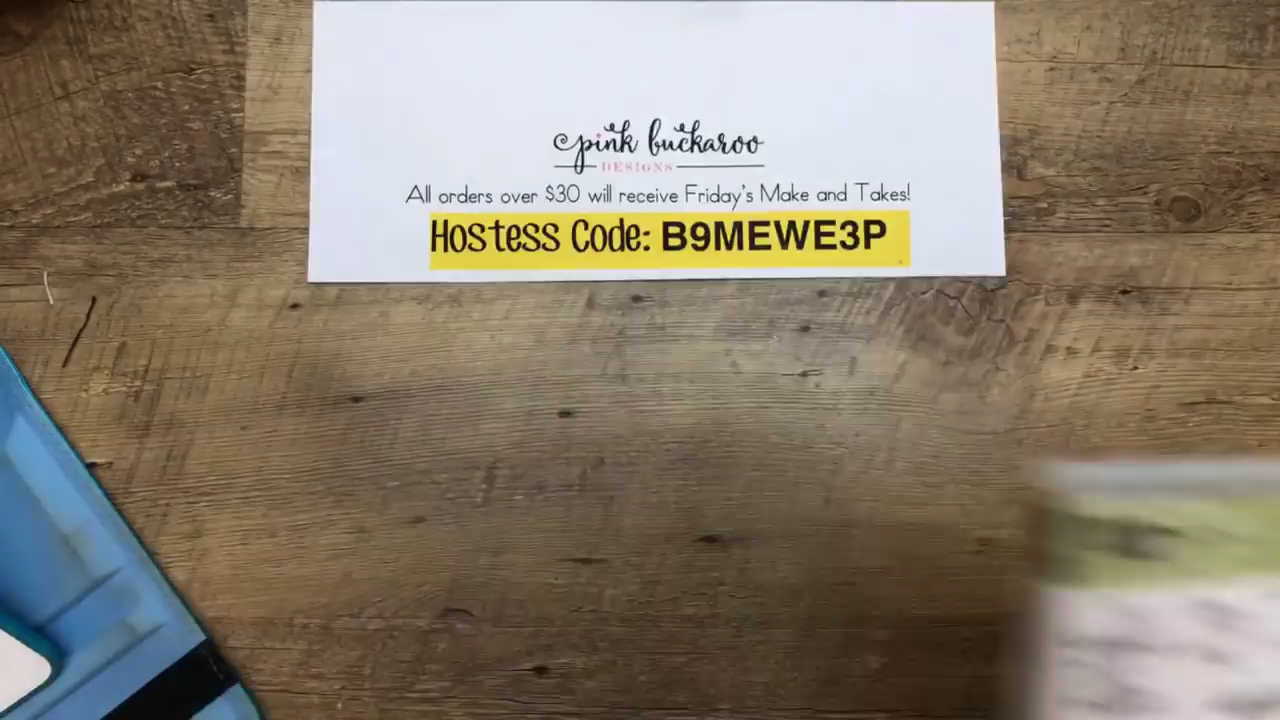 pink buckaroo
DESIGNS
All orders over $30 will receive Friday's Make and Takes!
Hostess Code: B9MEWE3P